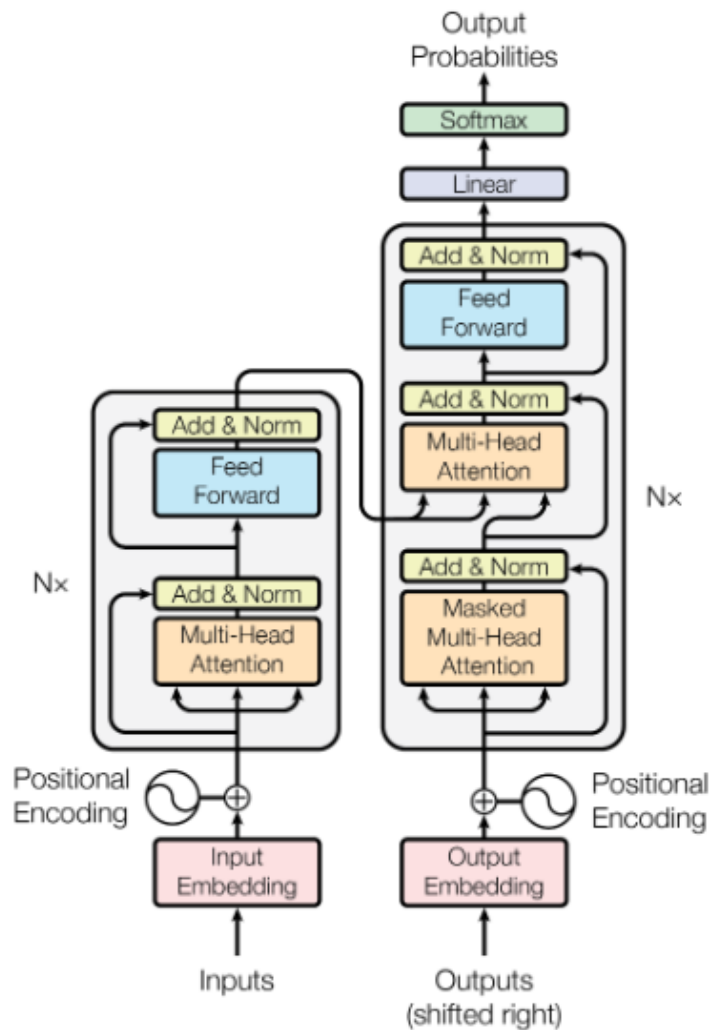 Output
Probabilities
Softmax
Linear
Add & Norm
Feed
Forward
Add & Norm
Multi-Head
Attention
Nx
Add & Norm
Masked
Multi-Head
Attention
Add & Norm
Feed
Forward
Nx
Add & Norm
Multi-Head
Attention
Positional
Encoding
Positional
Encoding
Input
Embedding
Output
Embedding
Inputs
Outputs
(shifted right)